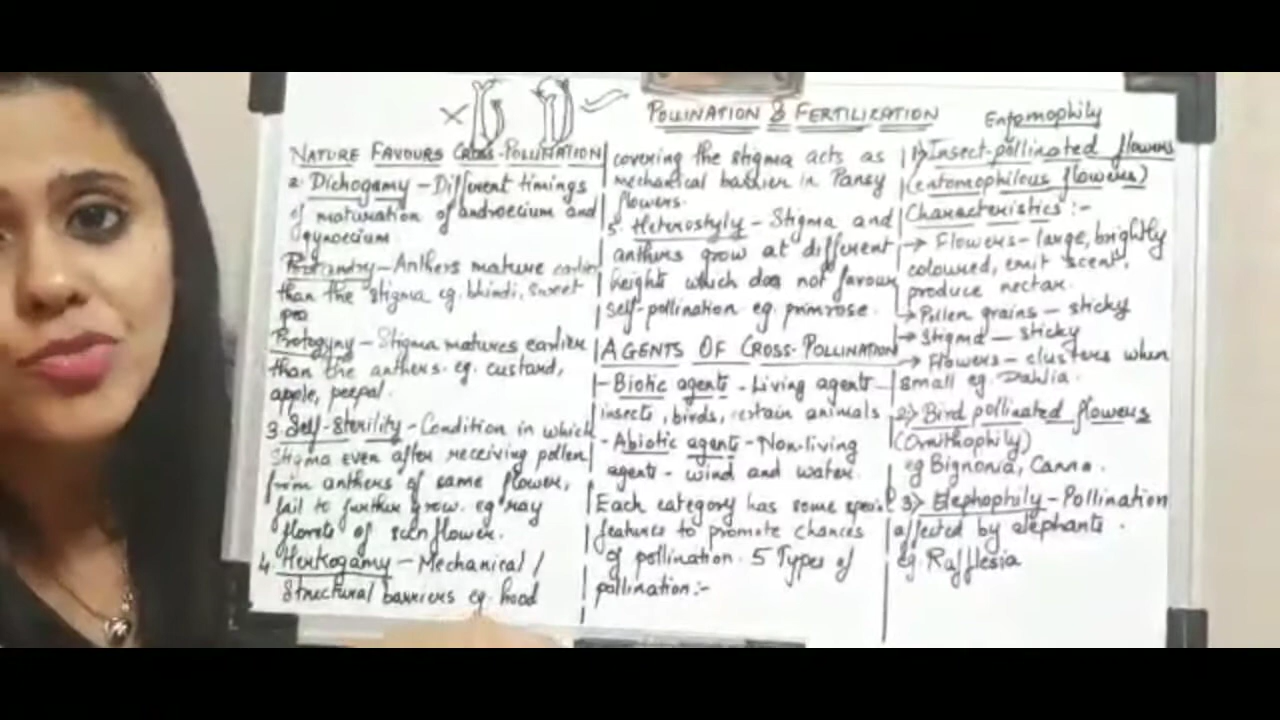 POLLINATION & FERTILIZATION
NATURE FAVOURS CROSS-POLLINATION
2. Dichogamy - Different timings
of maturation of androecium and
gynoecium
Protandry - Anthers mature earlier
than the stigma eg. bhindi, sweet
pea
Protogyny - Stigma matures earlier
than the anthers. eg. custard,
apple, peepal.
3. Self-Sterility - Condition in which
Stigma even after receiving pollen
from anthers of same flower,
fail to further grow. eg ray
florets of sunflower.
4. Herkogamy - Mechanical /
Structural barriers eg. hood
covering the stigma acts as
mechanical barrier in Pansy
flowers.
5. Heterostyly - Stigma and
anthers grow at different
heights which does not favour
self-pollination eg. primrose.
AGENTS OF CROSS-POLLINATION
- Biotic agents - Living agent
insects, birds, certain animals
- Abiotic agent - Non-living
agents - wind and water.
Each category has some special
features to promote chances
of pollination. 5 Types of
pollination:-
Entomophily
1) Insect-pollinated flowers
(entomophilous flowers)
Characteristics:-
→ Flowers - large, brightly
coloured, emit scent,
produce nectar.
→ Pollen grains - sticky
→ Stigma - sticky
→ Flowers - clusters when
small eg. Dahlia.
2) Bird pollinated flowers
(Ornithophily)
eg Bignonia, Canna.
3) Elephophily - Pollination
affected by elephants.
eg. Rafflesia